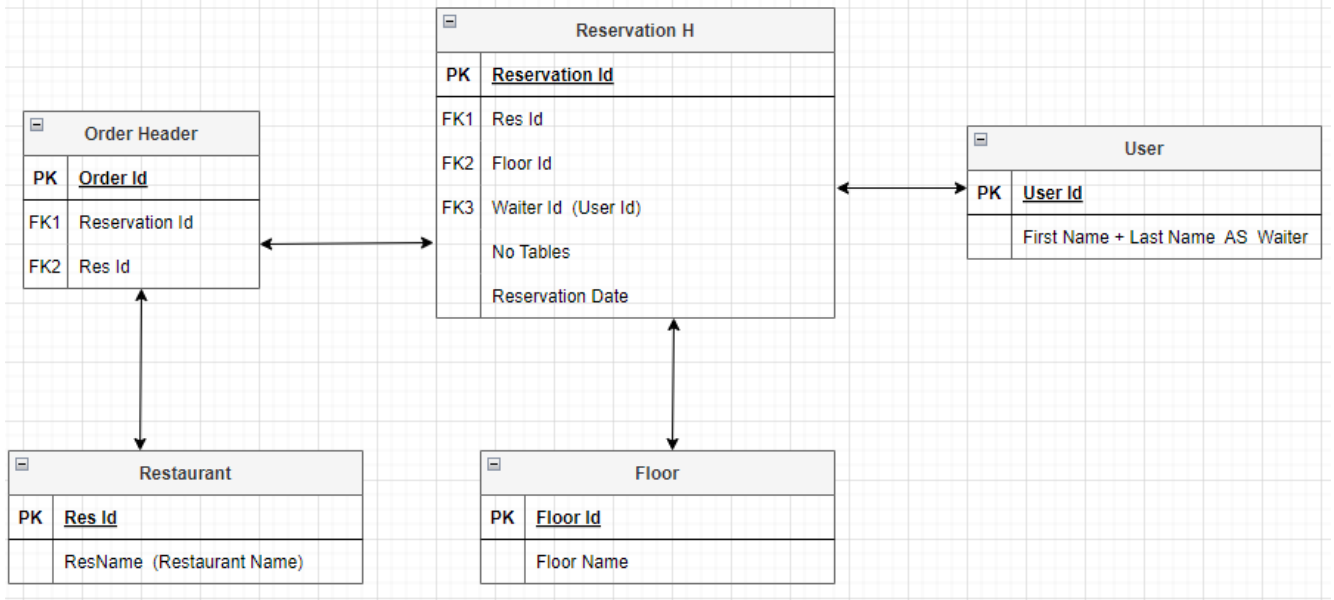 Reservation H
PK Reservation Id
FK1 Res Id
FK2 Floor Id
FK3 Waiter Id (User Id)
No Tables
Reservation Date
Order Header
PK Order Id
FK1 Reservation Id
FK2 Res Id
User
PK User Id
First Name + Last Name AS Waiter
Restaurant
PK Res Id
ResName (Restaurant Name)
Floor
PK Floor Id
Floor Name